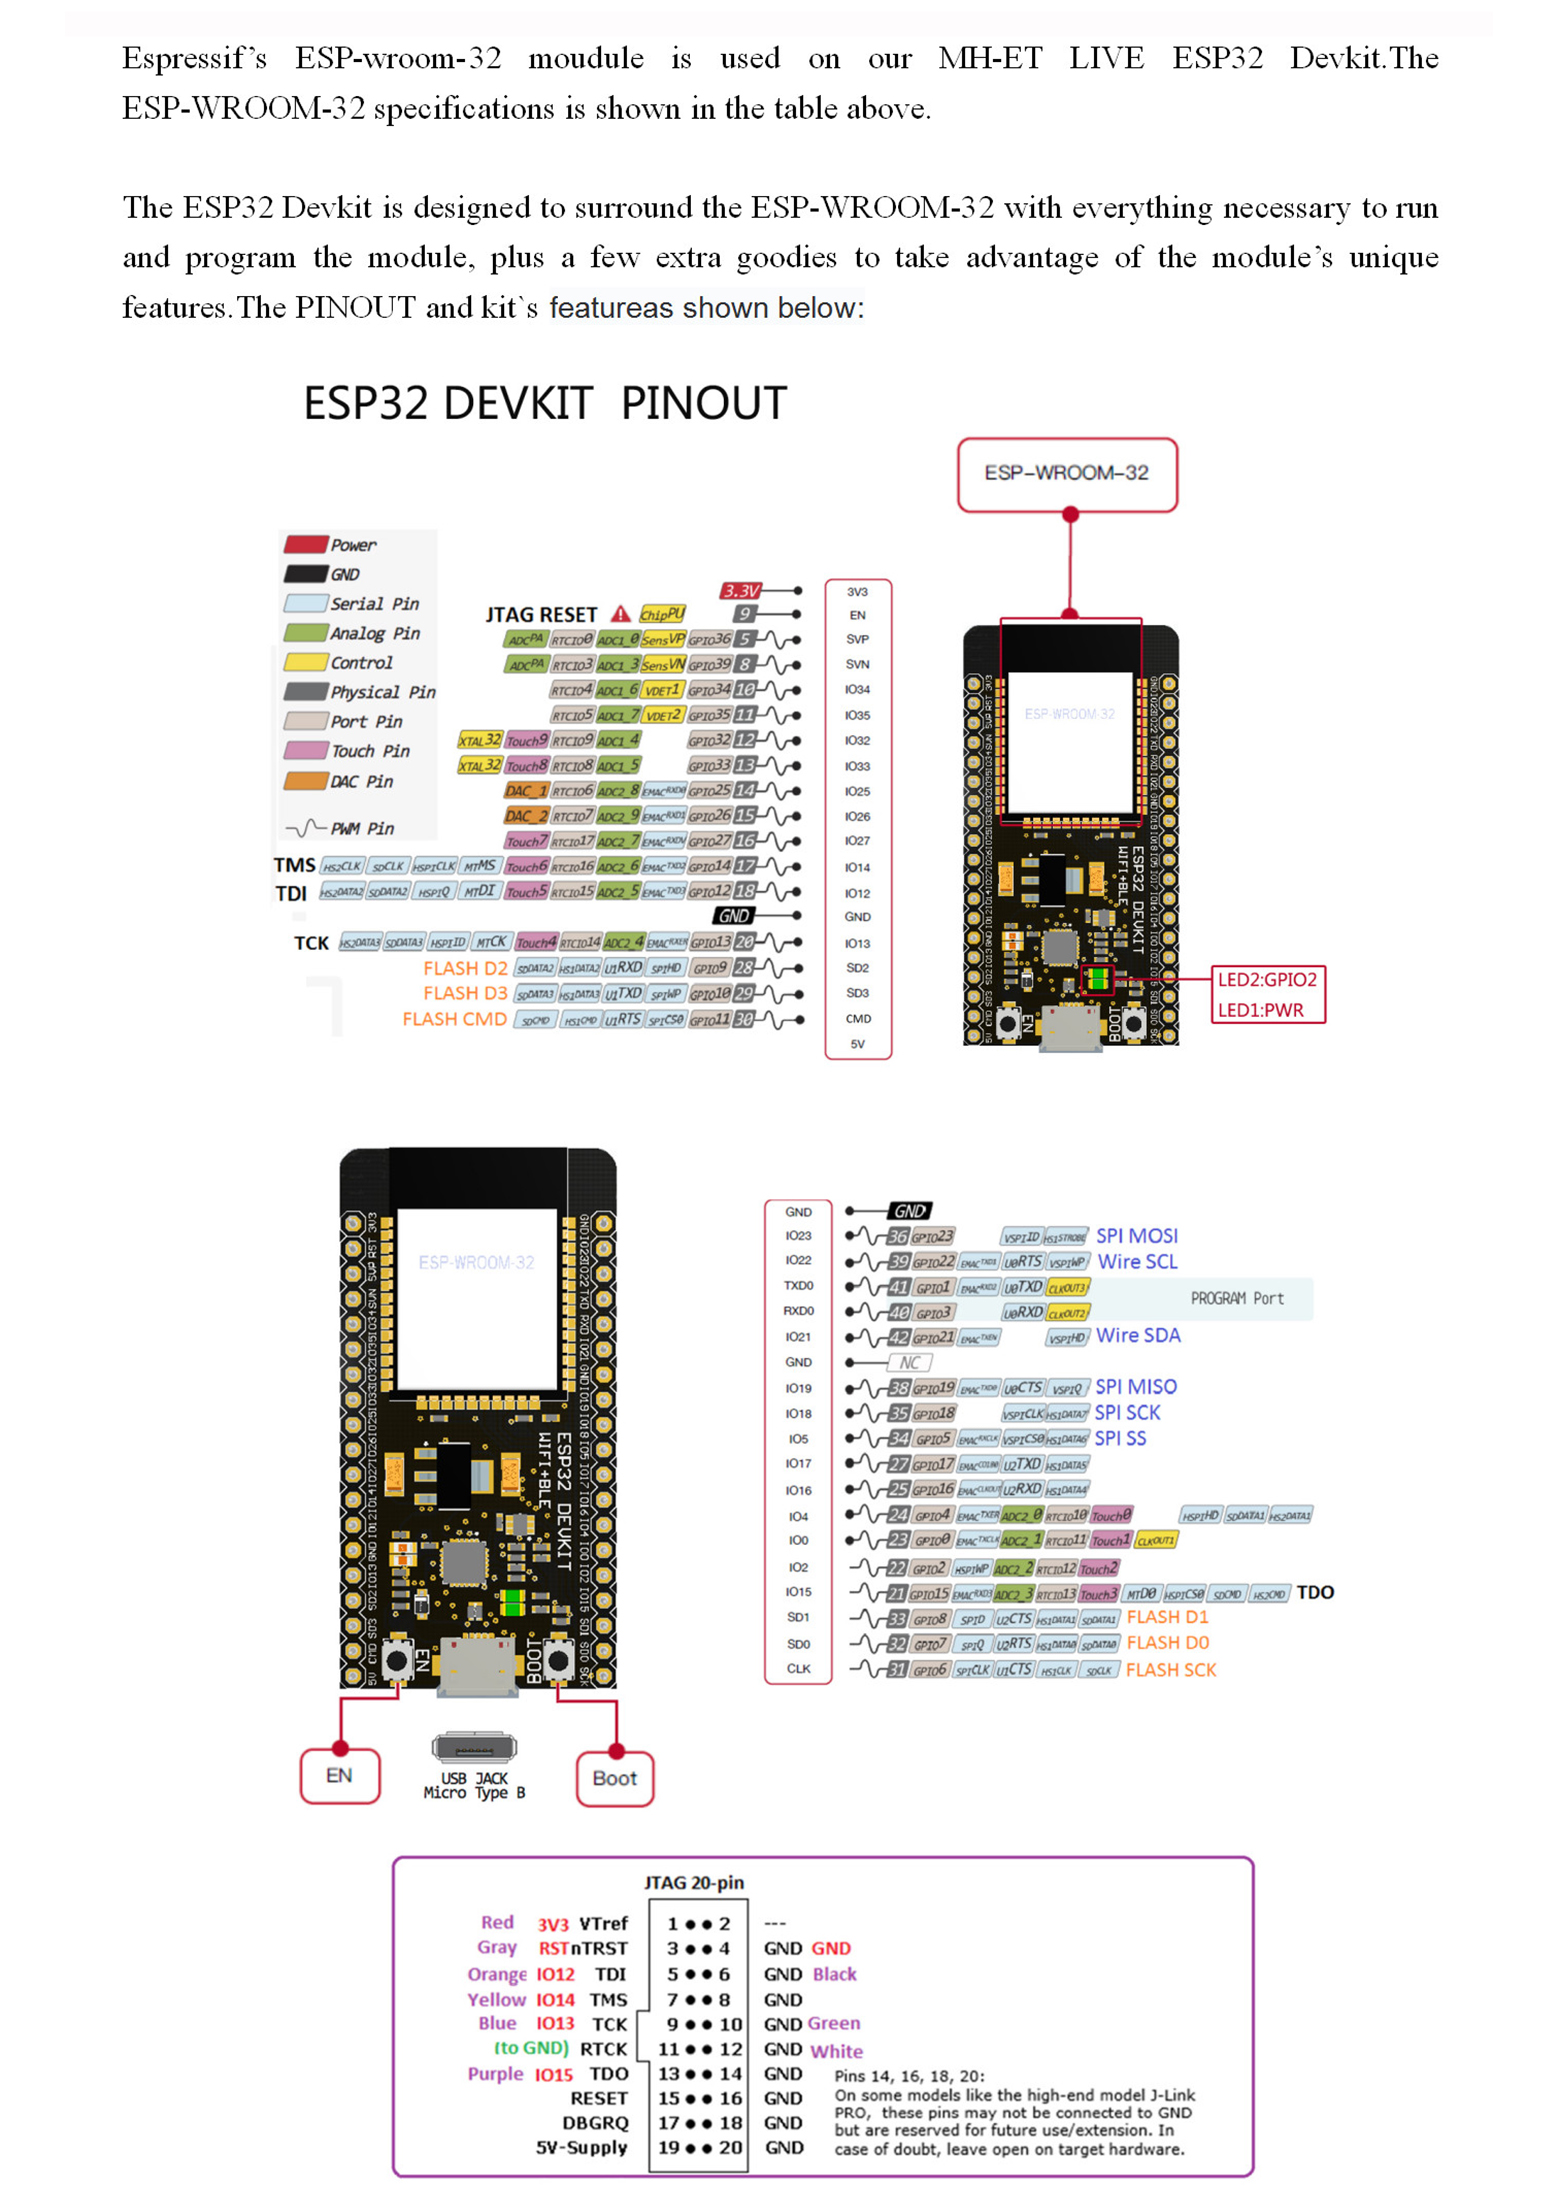 Espressif’s ESP-wroom-32 moudule is used on our MH-ET LIVE ESP32 Devkit.The
ESP-WROOM-32 specifications is shown in the table above.
The ESP32 Devkit is designed to surround the ESP-WROOM-32 with everything necessary to run
and program the module, plus a few extra goodies to take advantage of the module’s unique
features.The PINOUT and kit`s featureas shown below:
ESP32 DEVKIT PINOUT
ESP-WROOM-32
Power
GND
Serial Pin
Analog Pin
Control
Physical Pin
Port Pin
Touch Pin
DAC Pin
PWM Pin
3.3V 3V3
JTAG RESET ChipPU 9 EN
ADCPA RTCIO0 ADC1_0 SensVP GPIO36 5 SVP
ADCPA RTCIO3 ADC1_3 SensVN GPIO39 8 SVN
RTCIO4 ADC1_6 VDET1 GPIO34 10 IO34
RTCIO5 ADC1_7 VDET2 GPIO35 11 IO35
XTAL32 Touch9 RTCIO9 ADC1_4 GPIO32 12 IO32
XTAL32 Touch8 RTCIO8 ADC1_5 GPIO33 13 IO33
DAC_1 RTCIO6 ADC2_8 EMACRXD0 GPIO25 14 IO25
DAC_2 RTCIO7 ADC2_9 EMACRXD1 GPIO26 15 IO26
Touch7 RTCIO17 ADC2_7 EMACRXDV GPIO27 16 IO27
TMS HS2CLK SDCLK HSPICLK MTMS Touch6 RTCIO16 ADC2_6 EMACTXD2 GPIO14 17 IO14
TDI HS2DATA2 SDDATA2 HSPIQ MTDI Touch5 RTCIO15 ADC2_5 EMACTXD3 GPIO12 18 IO12
GND GND
TCK HS2DATA3 SDDATA3 HSPIID MTCK Touch4 RTCIO14 ADC2_4 EMACRXER GPIO13 20 IO13
FLASH D2 SDDATA2 HS1DATA2 U1RXD SPIHD GPIO9 28 SD2
FLASH D3 SDDATA3 HS1DATA3 U1TXD SPIWP GPIO10 29 SD3
FLASH CMD SDCMD HS1CMD U1RTS SPICS0 GPIO11 30 CMD
5V
ESP-WROOM-32
ESP32 DEVKIT
WIFI+BLE
EN
BOOT
LED2:GPIO2
LED1:PWR
ESP-WROOM-32
ESP32 DEVKIT
WIFI+BLE
EN
BOOT
EN
USB JACK
Micro Type B
Boot
GND GND
IO23 36 GPIO23 VSPIID HS1STROBE SPI MOSI
IO22 39 GPIO22 EMACTXD1 U0RTS VSPIWP Wire SCL
TXD0 41 GPIO1 EMACRXD2 U0TXD CLKOUT3
PROGRAM Port
RXD0 40 GPIO3 U0RXD CLKOUT2
IO21 42 GPIO21 EMACTXEN VSPIHD Wire SDA
GND NC
IO19 38 GPIO19 EMACTXD0 U0CTS VSPIQ SPI MISO
IO18 35 GPIO18 VSPICLK HS1DATA7 SPI SCK
IO5 34 GPIO5 EMACRXCLK VSPICS0 HS1DATA6 SPI SS
IO17 27 GPIO17 U2TXD HS1DATA5
IO16 25 GPIO16 EMACCLKOUT U2RXD HS1DATA4
IO4 24 GPIO4 EMACTXER ADC2_0 RTCIO10 Touch0 HSPIHD SDDATA1 HS2DATA1
IO0 23 GPIO0 EMACTXCLK ADC2_1 RTCIO11 Touch1 CLKOUT1
IO2 22 GPIO2 HSPIWP ADC2_2 RTCIO12 Touch2
IO15 21 GPIO15 EMACRXD3 ADC2_3 RTCIO13 Touch3 MTDO HSPICS0 SDCMD HS2CMD TDO
SD1 33 GPIO8 SPID U2CTS HS1DATA1 SDDATA1 FLASH D1
SD0 32 GPIO7 SPIQ U2RTS HS1DATA0 SDDATA0 FLASH D0
CLK 31 GPIO6 SPICLK U1CTS HS1CLK SDCLK FLASH SCK
JTAG 20-pin
Red 3V3 VTref 1 2 ---
Gray RST nTRST 3 4 GND GND
Orange IO12 TDI 5 6 GND Black
Yellow IO14 TMS 7 8 GND
Blue IO13 TCK 9 10 GND Green
(to GND) RTCK 11 12 GND White
Purple IO15 TDO 13 14 GND
RESET 15 16 GND
DBGRQ 17 18 GND
5V-Supply 19 20 GND
Pins 14, 16, 18, 20:
On some models like the high-end model J-Link
PRO, these pins may not be connected to GND
but are reserved for future use/extension. In
case of doubt, leave open on target hardware.